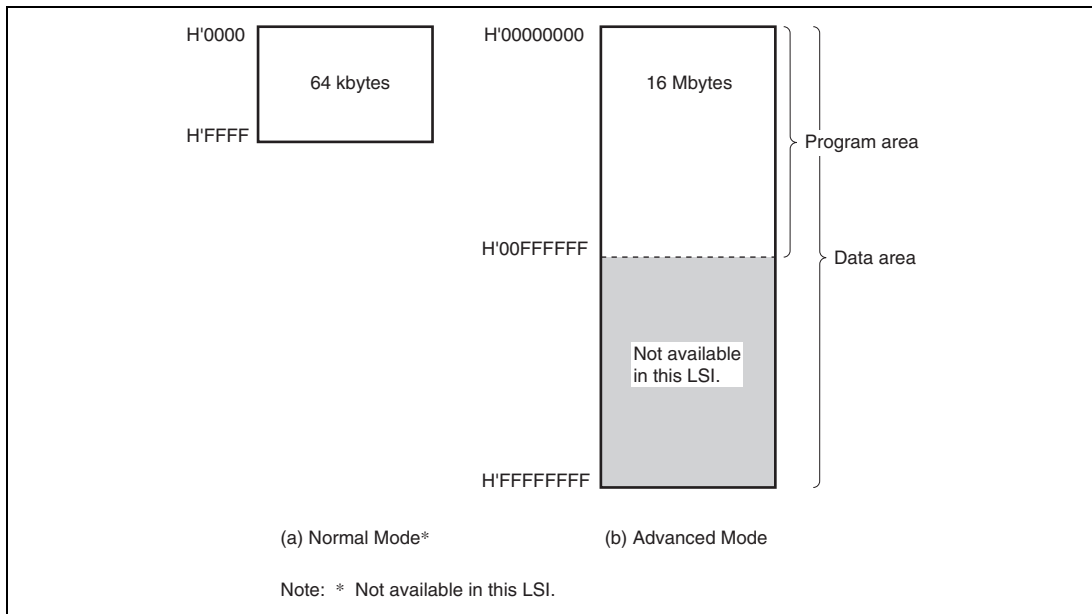 H'0000
64 kbytes
H'FFFF
H'00000000
16 Mbytes
Program area
H'00FFFFFF
Data area
Not available
in this LSI.
H'FFFFFFFF
(a) Normal Mode*
(b) Advanced Mode
Note: * Not available in this LSI.